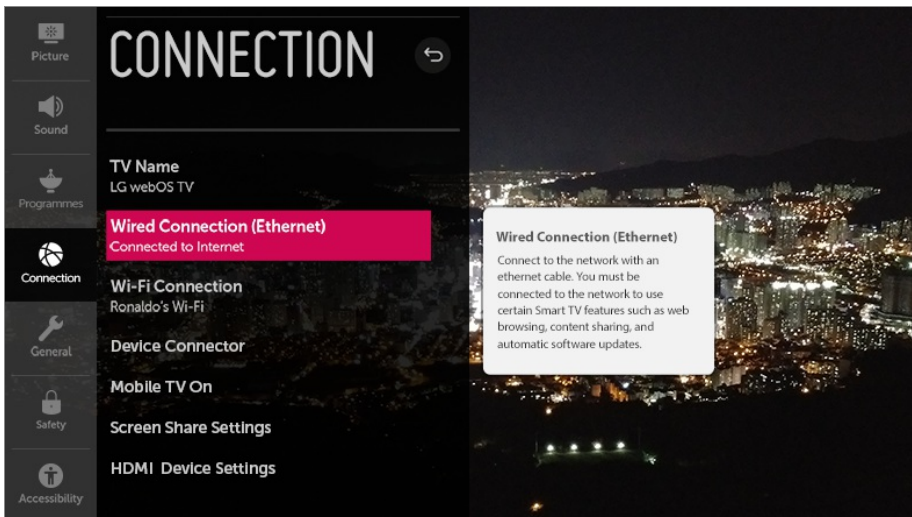 Picture
Sound
Programmes
Connection
General
Safety
Accessibility
CONNECTION
TV Name
LG webOS TV
Wired Connection (Ethernet)
Connected to Internet
Wi-Fi Connection
Ronaldo's Wi-Fi
Device Connector
Mobile TV On
Screen Share Settings
HDMI Device Settings
Wired Connection (Ethernet)
Connect to the network with an
ethernet cable. You must be
connected to the network to use
certain Smart TV features such as web
browsing, content sharing, and
automatic software updates.